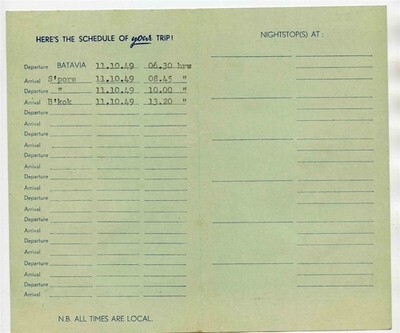 HERE'S THE SCHEDULE OF your TRIP!
Departure BATAVIA 11.10.49 06.30 hrs
Arrival S'pore 11.10.49 08.45 "
Departure " 11.10.49 10.00 "
Arrival B'kok 11.10.49 13.20 "
Departure
Arrival
Departure
Arrival
Departure
Arrival
Departure
Arrival
Departure
Arrival
Departure
Arrival
Departure
Arrival
Departure
Arrival
N.B. ALL TIMES ARE LOCAL.
NIGHTSTOP(S) AT :